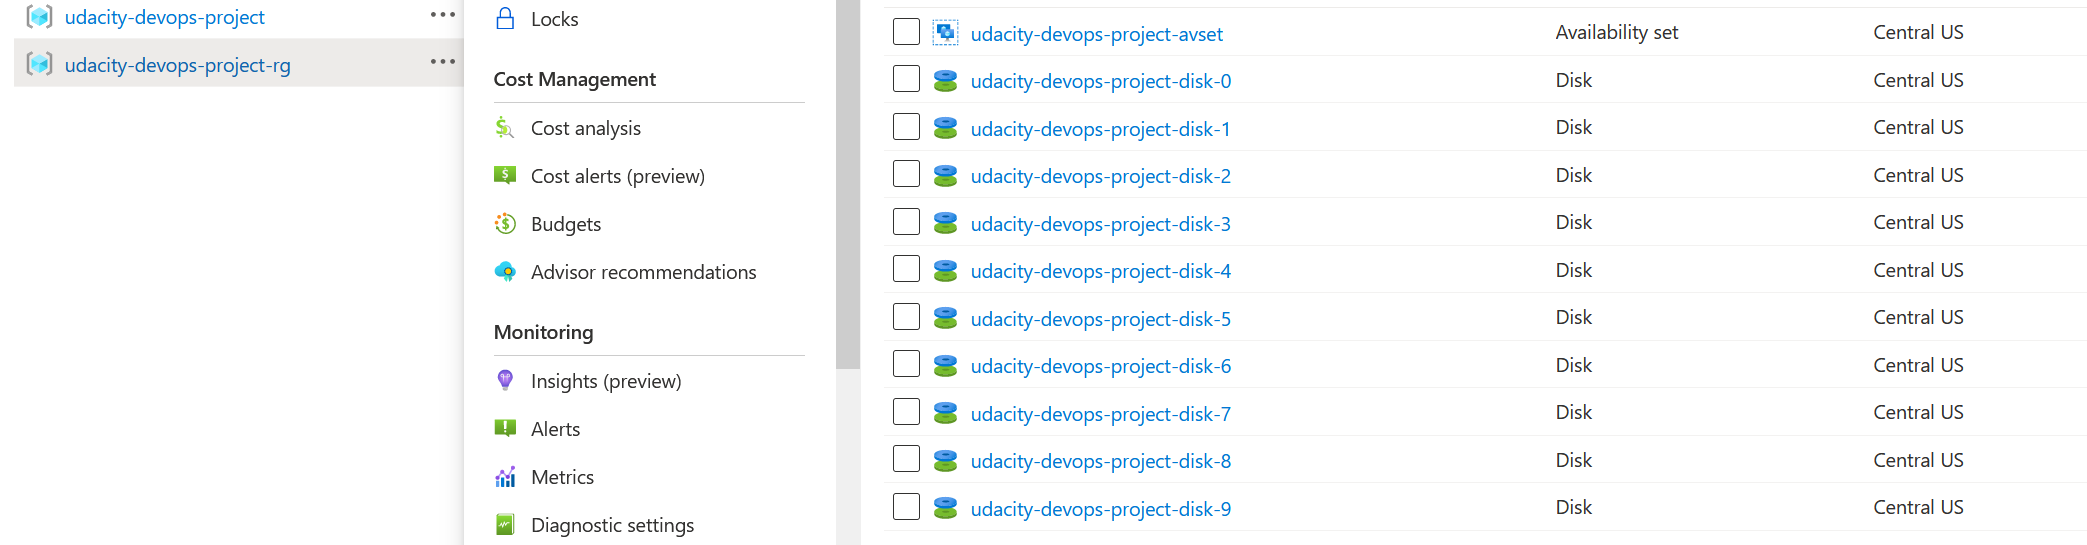 udacity-devops-project
udacity-devops-project-rg
Locks
Cost Management
Cost analysis
Cost alerts (preview)
Budgets
Advisor recommendations
Monitoring
Insights (preview)
Alerts
Metrics
Diagnostic settings
udacity-devops-project-avset Availability set Central US
udacity-devops-project-disk-0 Disk Central US
udacity-devops-project-disk-1 Disk Central US
udacity-devops-project-disk-2 Disk Central US
udacity-devops-project-disk-3 Disk Central US
udacity-devops-project-disk-4 Disk Central US
udacity-devops-project-disk-5 Disk Central US
udacity-devops-project-disk-6 Disk Central US
udacity-devops-project-disk-7 Disk Central US
udacity-devops-project-disk-8 Disk Central US
udacity-devops-project-disk-9 Disk Central US